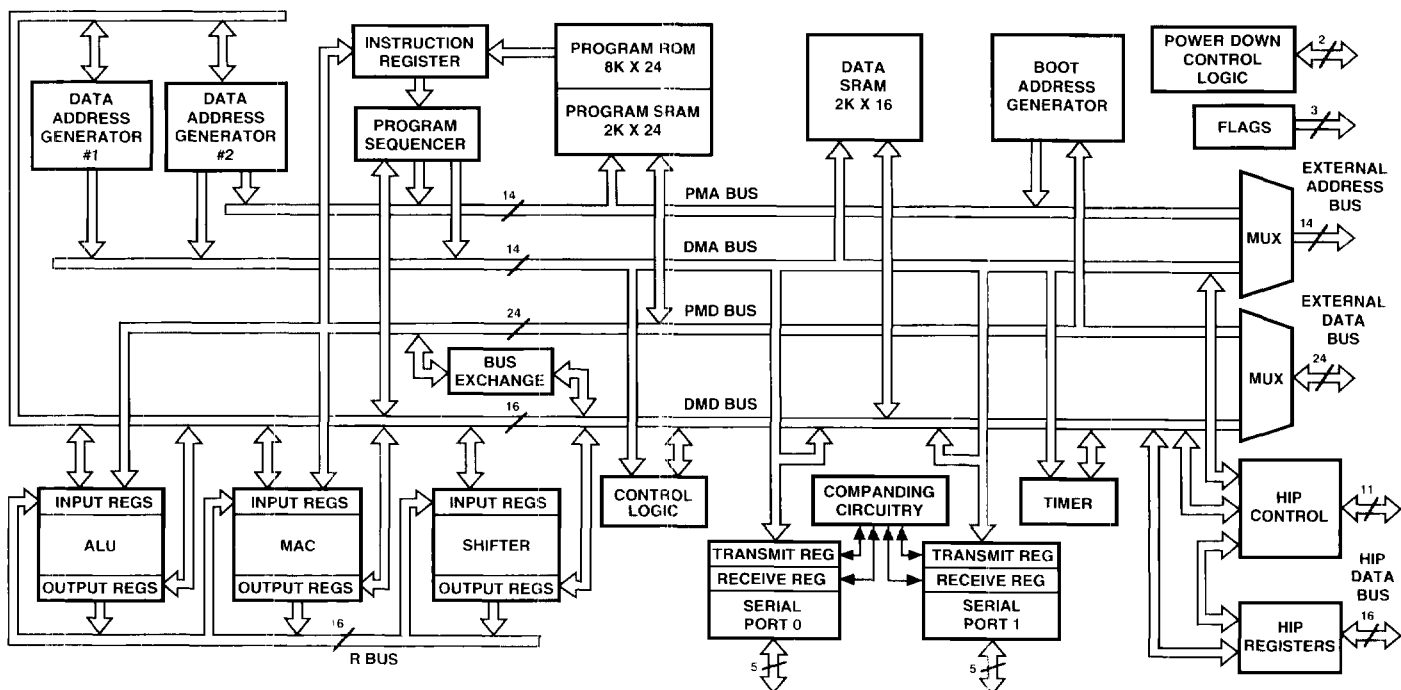 DATA
ADDRESS
GENERATOR
#1
DATA
ADDRESS
GENERATOR
#2
INSTRUCTION
REGISTER
PROGRAM
SEQUENCER
PROGRAM ROM
8K X 24
PROGRAM SRAM
2K X 24
DATA
SRAM
2K X 16
BOOT
ADDRESS
GENERATOR
POWER DOWN
CONTROL
LOGIC
2
FLAGS
3
EXTERNAL
ADDRESS
BUS
14
PMA BUS
MUX
14
14
DMA BUS
EXTERNAL
DATA
BUS
24
PMD BUS
MUX
24
BUS
EXCHANGE
16
DMD BUS
INPUT REGS
ALU
OUTPUT REGS
INPUT REGS
MAC
OUTPUT REGS
INPUT REGS
SHIFTER
OUTPUT REGS
16
R BUS
CONTROL
LOGIC
COMPANDING
CIRCUITRY
TIMER
TRANSMIT REG
RECEIVE REG
SERIAL
PORT 0
5
TRANSMIT REG
RECEIVE REG
SERIAL
PORT 1
5
HIP
CONTROL
11
HIP
DATA
BUS
16
HIP
REGISTERS